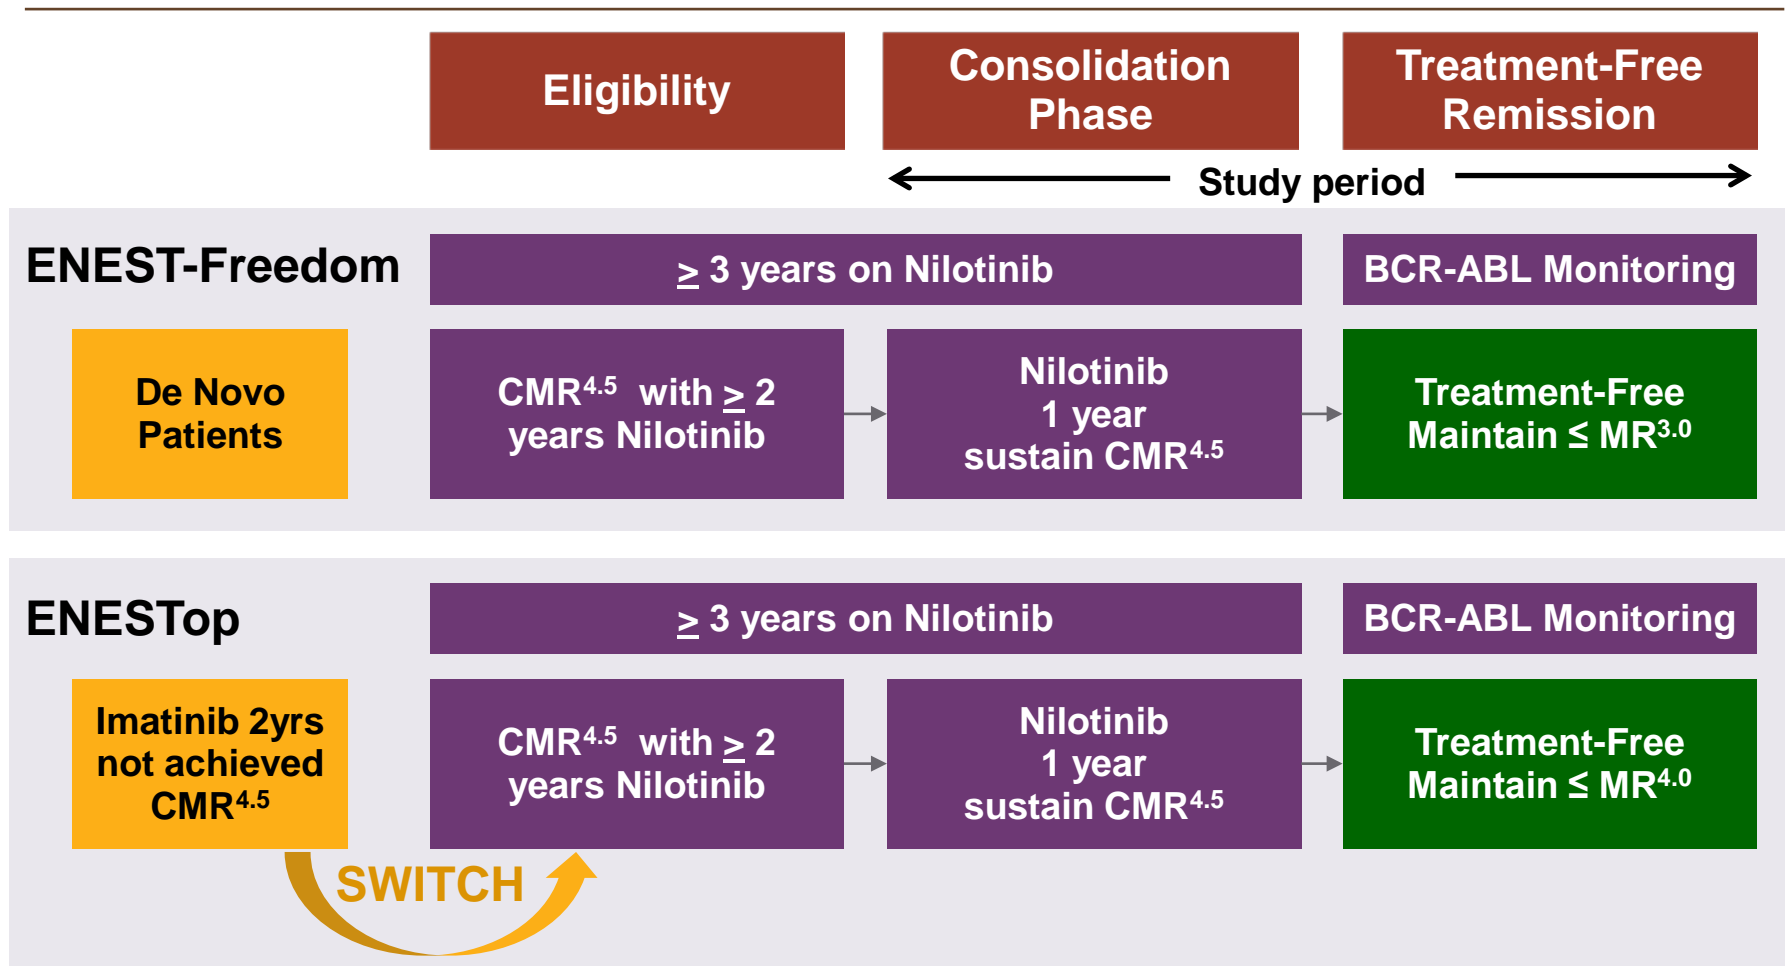 Eligibility
Consolidation
Phase
Treatment-Free
Remission
Study period
ENEST-Freedom
≥ 3 years on Nilotinib
BCR-ABL Monitoring
De Novo
Patients
CMR4.5 with ≥ 2
years Nilotinib
Nilotinib
1 year
sustain CMR4.5
Treatment-Free
Maintain ≤ MR3.0
ENESTop
≥ 3 years on Nilotinib
BCR-ABL Monitoring
Imatinib 2yrs
not achieved
CMR4.5
CMR4.5 with ≥ 2
years Nilotinib
Nilotinib
1 year
sustain CMR4.5
Treatment-Free
Maintain ≤ MR4.0
SWITCH